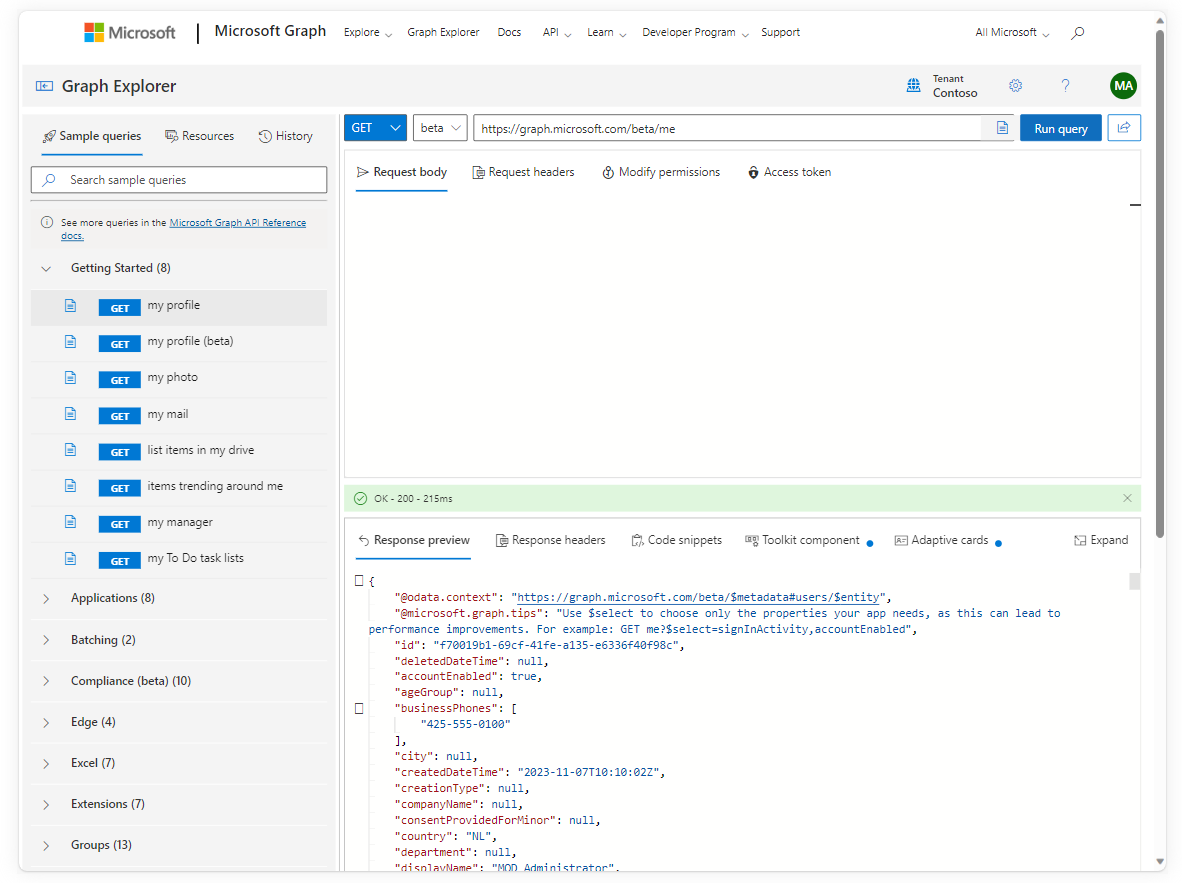 Microsoft
Microsoft Graph
Explore
Graph Explorer
Docs
API
Learn
Developer Program
Support
All Microsoft
Graph Explorer
Tenant
Contoso
?
MA
Sample queries
Resources
History
GET
beta
https://graph.microsoft.com/beta/me
Run query
Search sample queries
See more queries in the Microsoft Graph API Reference
docs.
Getting Started (8)
GET my profile
GET my profile (beta)
GET my photo
GET my mail
GET list items in my drive
GET items trending around me
GET my manager
GET my To Do task lists
Applications (8)
Batching (2)
Compliance (beta) (10)
Edge (4)
Excel (7)
Extensions (7)
Groups (13)
Request body
Request headers
Modify permissions
Access token
OK - 200 - 215ms
Response preview
Response headers
Code snippets
Toolkit component
Adaptive cards
Expand
{
"@odata.context": "https://graph.microsoft.com/beta/$metadata#users/$entity",
"@microsoft.graph.tips": "Use $select to choose only the properties your app needs, as this can lead to
performance improvements. For example: GET me?$select=signInActivity,accountEnabled",
"id": "f70019b1-69cf-41fe-a135-e6336f40f98c",
"deletedDateTime": null,
"accountEnabled": true,
"ageGroup": null,
"businessPhones": [
"425-555-0100"
],
"city": null,
"createdDateTime": "2023-11-07T10:10:02Z",
"creationType": null,
"companyName": null,
"consentProvidedForMinor": null,
"country": "NL",
"department": null,
"displayName": "MOD Administrator",